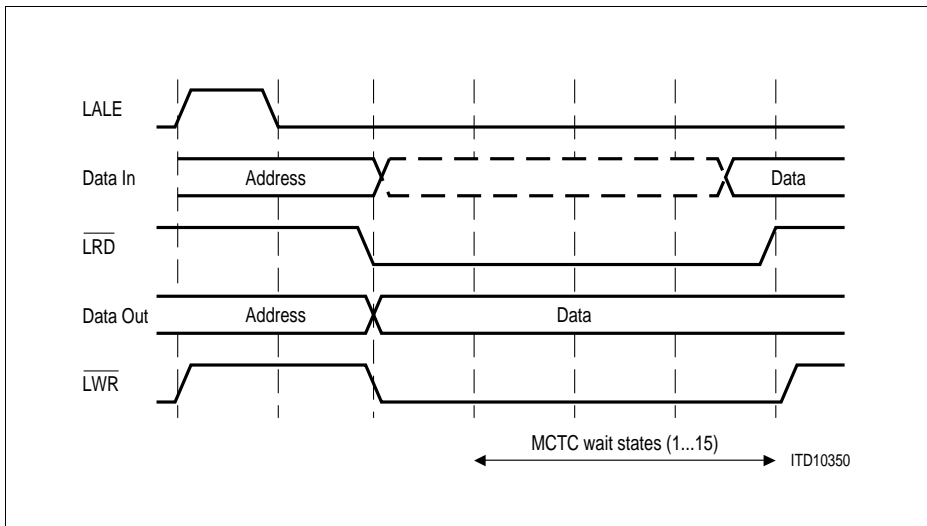 LALE
Data In Address Data
LRD
Data Out Address Data
LWR
MCTC wait states (1...15)
ITD10350